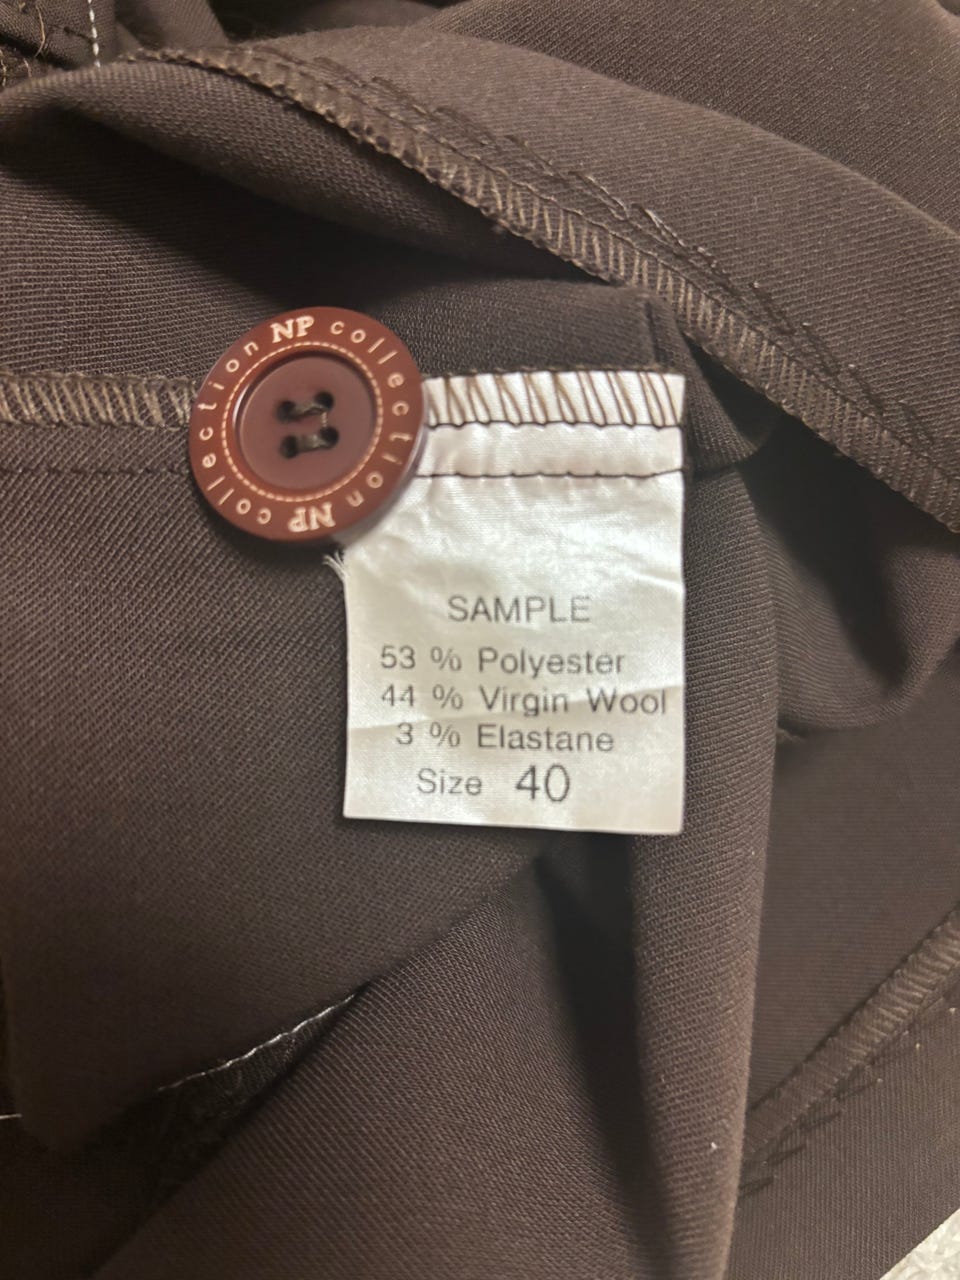 NP collection NP collection
SAMPLE
53 % Polyester
44 % Virgin Wool
3 % Elastane
Size 40